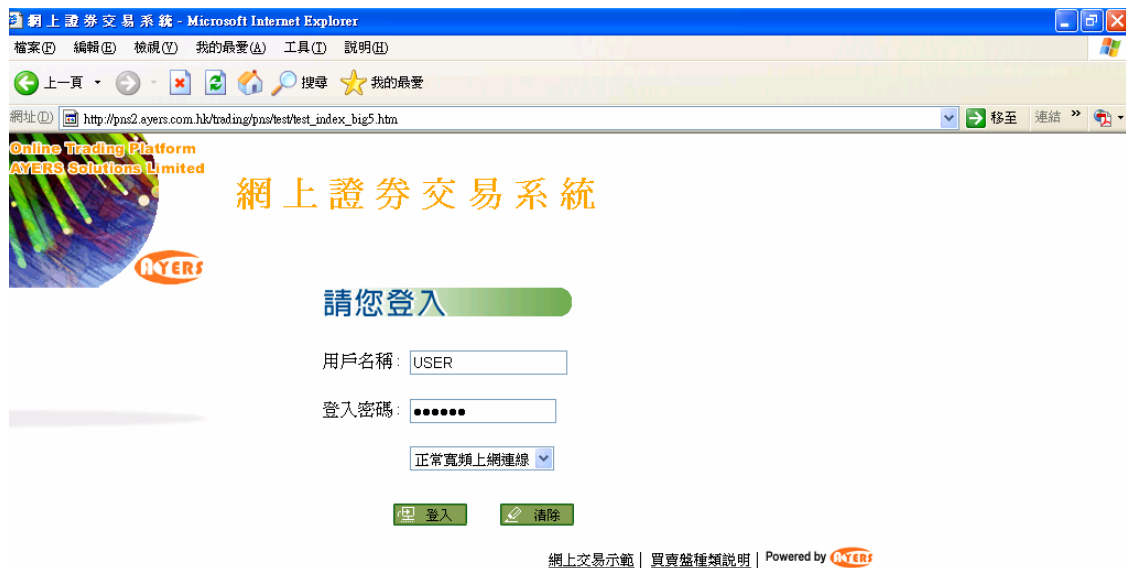 網上證券交易系統 - Microsoft Internet Explorer
檔案(F) 編輯(E) 檢視(V) 我的最愛(A) 工具(T) 說明(H)
上一頁 搜尋 我的最愛
網址(D) http://pns2.ayers.com.hk/trading/pns/test/test_index_big5.htm 移至 連結 »
Online Trading Platform
AYERS Solutions Limited
網上證券交易系統
AYERS
請您登入
用戶名稱: USER
登入密碼: ●●●●●●
正常寬頻上網連線
登入 清除
網上交易示範 | 買賣盤種類説明 | Powered by AYERS